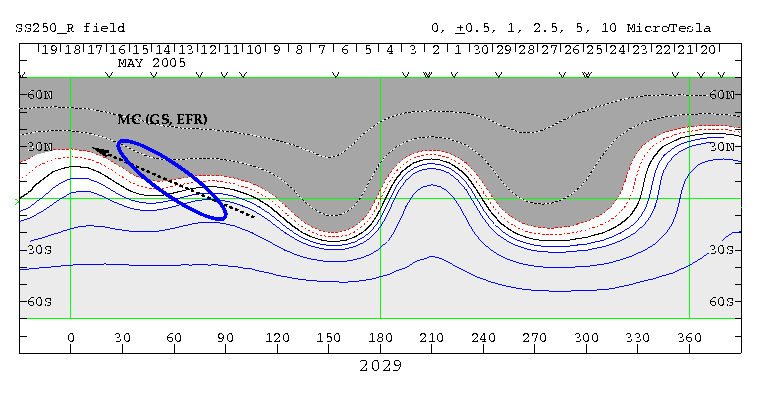 SS250_R field 0, ±0.5, 1, 2.5, 5, 10 MicroTesla
19 18 17 16 15 14 13 12 11 10 9 8 7 6 5 4 3 2 1 30 29 28 27 26 25 24 23 22 21 20
MAY 2005
60N 60N
MC (GS, EFR)
30N 30N
30S 30S
60S 60S
0 30 60 90 120 150 180 210 240 270 300 330 360
2029